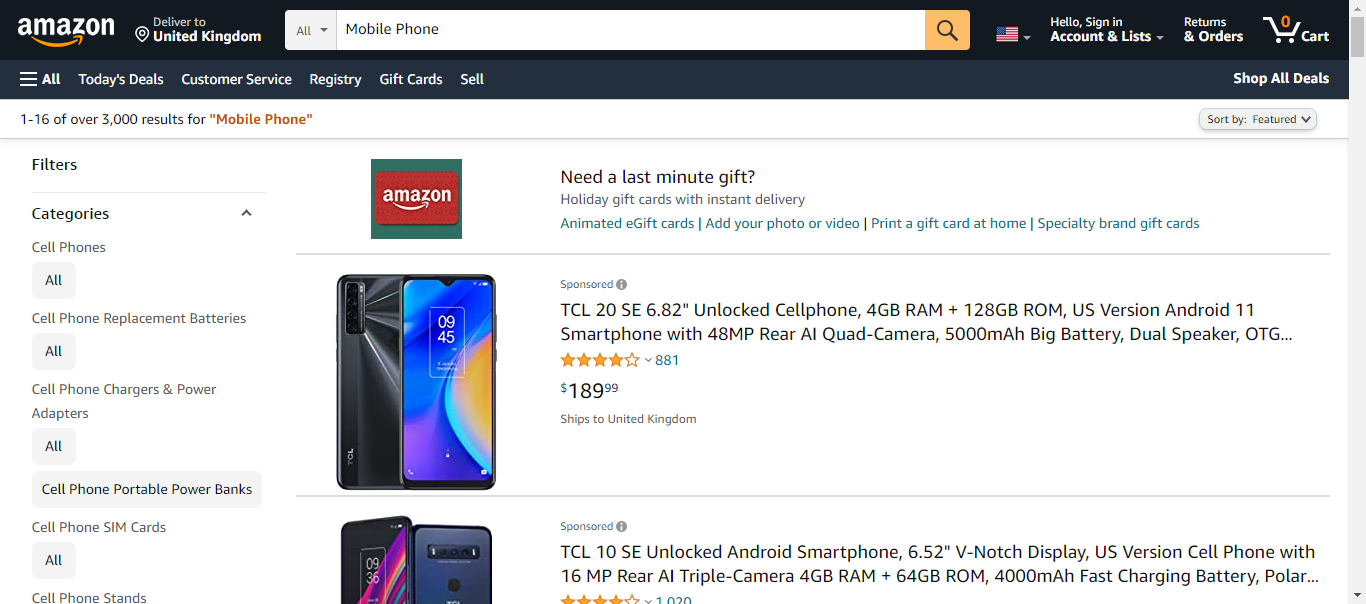 amazon
Deliver to
United Kingdom
All
Mobile Phone
Hello, Sign in
Account & Lists
Returns
& Orders
0
Cart
All
Today's Deals
Customer Service
Registry
Gift Cards
Sell
Shop All Deals
1-16 of over 3,000 results for "Mobile Phone"
Sort by: Featured
Filters
Categories
Cell Phones
All
Cell Phone Replacement Batteries
All
Cell Phone Chargers & Power
Adapters
All
Cell Phone Portable Power Banks
Cell Phone SIM Cards
All
Cell Phone Stands
amazon
Need a last minute gift?
Holiday gift cards with instant delivery
Animated eGift cards | Add your photo or video | Print a gift card at home | Specialty brand gift cards
09
45
TCL
Sponsored
TCL 20 SE 6.82" Unlocked Cellphone, 4GB RAM + 128GB ROM, US Version Android 11
Smartphone with 48MP Rear AI Quad-Camera, 5000mAh Big Battery, Dual Speaker, OTG...
881
$189.99
Ships to United Kingdom
09
36
TCL
Sponsored
TCL 10 SE Unlocked Android Smartphone, 6.52" V-Notch Display, US Version Cell Phone with
16 MP Rear AI Triple-Camera 4GB RAM + 64GB ROM, 4000mAh Fast Charging Battery, Polar...
1,020